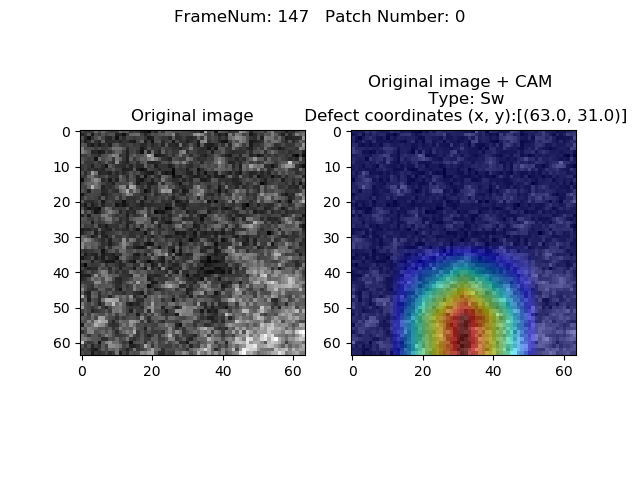 FrameNum: 147   Patch Number: 0
Original image
Original image + CAM
Type: Sw
Defect coordinates (x, y):[(63.0, 31.0)]
0
10
20
30
40
50
60
0 20 40 60
0
10
20
30
40
50
60
0 20 40 60